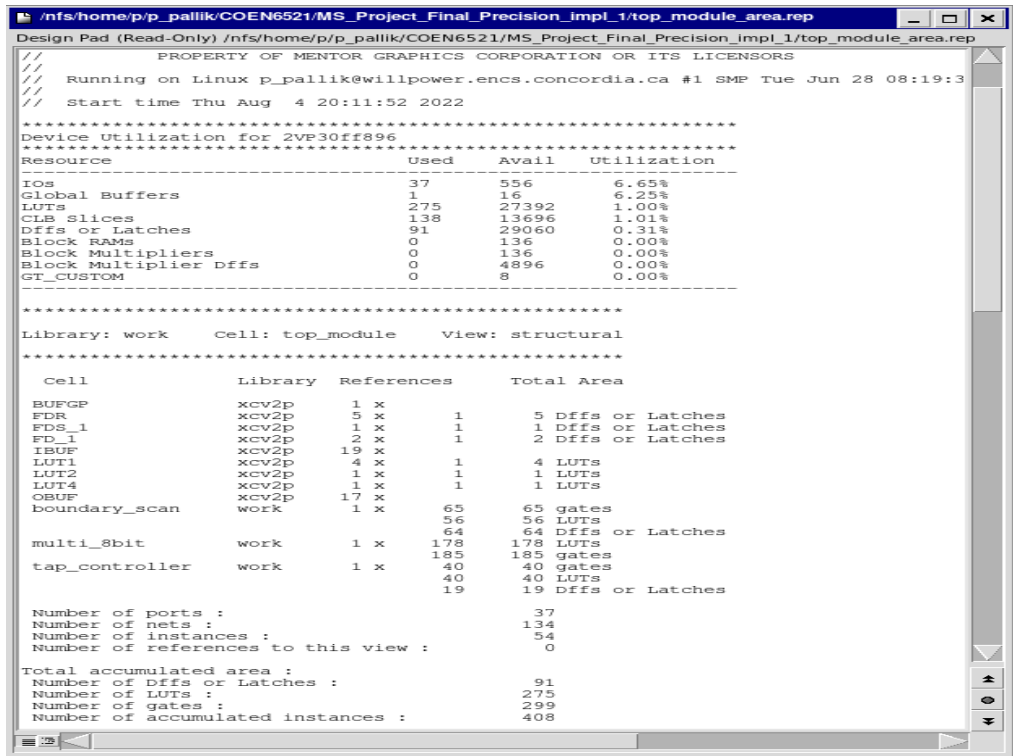 /nfs/home/p/p_pallik/COEN6521/MS_Project_Final_Precision_impl_1/top_module_area.rep
Design Pad (Read-Only) /nfs/home/p/p_pallik/COEN6521/MS_Project_Final_Precision_impl_1/top_module_area.rep
// PROPERTY OF MENTOR GRAPHICS CORPORATION OR ITS LICENSORS
//
// Running on Linux p_pallik@willpower.encs.concordia.ca #1 SMP Tue Jun 28 08:19:3
//
// Start time Thu Aug 4 20:11:52 2022
***************************************************************
Device Utilization for 2VP30ff896
***************************************************************
Resource Used Avail Utilization
---------------------------------------------------------------
IOs 37 556 6.65%
Global Buffers 1 16 6.25%
LUTs 275 27392 1.00%
CLB Slices 138 13696 1.01%
Dffs or Latches 91 29060 0.31%
Block RAMs 0 136 0.00%
Block Multipliers 0 136 0.00%
Block Multiplier Dffs 0 4896 0.00%
GT_CUSTOM 0 8 0.00%
---------------------------------------------------------------
*****************************************************
Library: work Cell: top_module View: structural
*****************************************************
Cell Library References Total Area
BUFGP xcv2p 1 x
FDR xcv2p 5 x 1 5 Dffs or Latches
FDS_1 xcv2p 1 x 1 1 Dffs or Latches
FD_1 xcv2p 2 x 1 2 Dffs or Latches
IBUF xcv2p 19 x
LUT1 xcv2p 4 x 1 4 LUTs
LUT2 xcv2p 1 x 1 1 LUTs
LUT4 xcv2p 1 x 1 1 LUTs
OBUF xcv2p 17 x
boundary_scan work 1 x 65 65 gates
56 56 LUTs
64 64 Dffs or Latches
multi_8bit work 1 x 178 178 LUTs
185 185 gates
tap_controller work 1 x 40 40 gates
40 40 LUTs
19 19 Dffs or Latches
Number of ports : 37
Number of nets : 134
Number of instances : 54
Number of references to this view : 0
Total accumulated area :
Number of Dffs or Latches : 91
Number of LUTs : 275
Number of gates : 299
Number of accumulated instances : 408